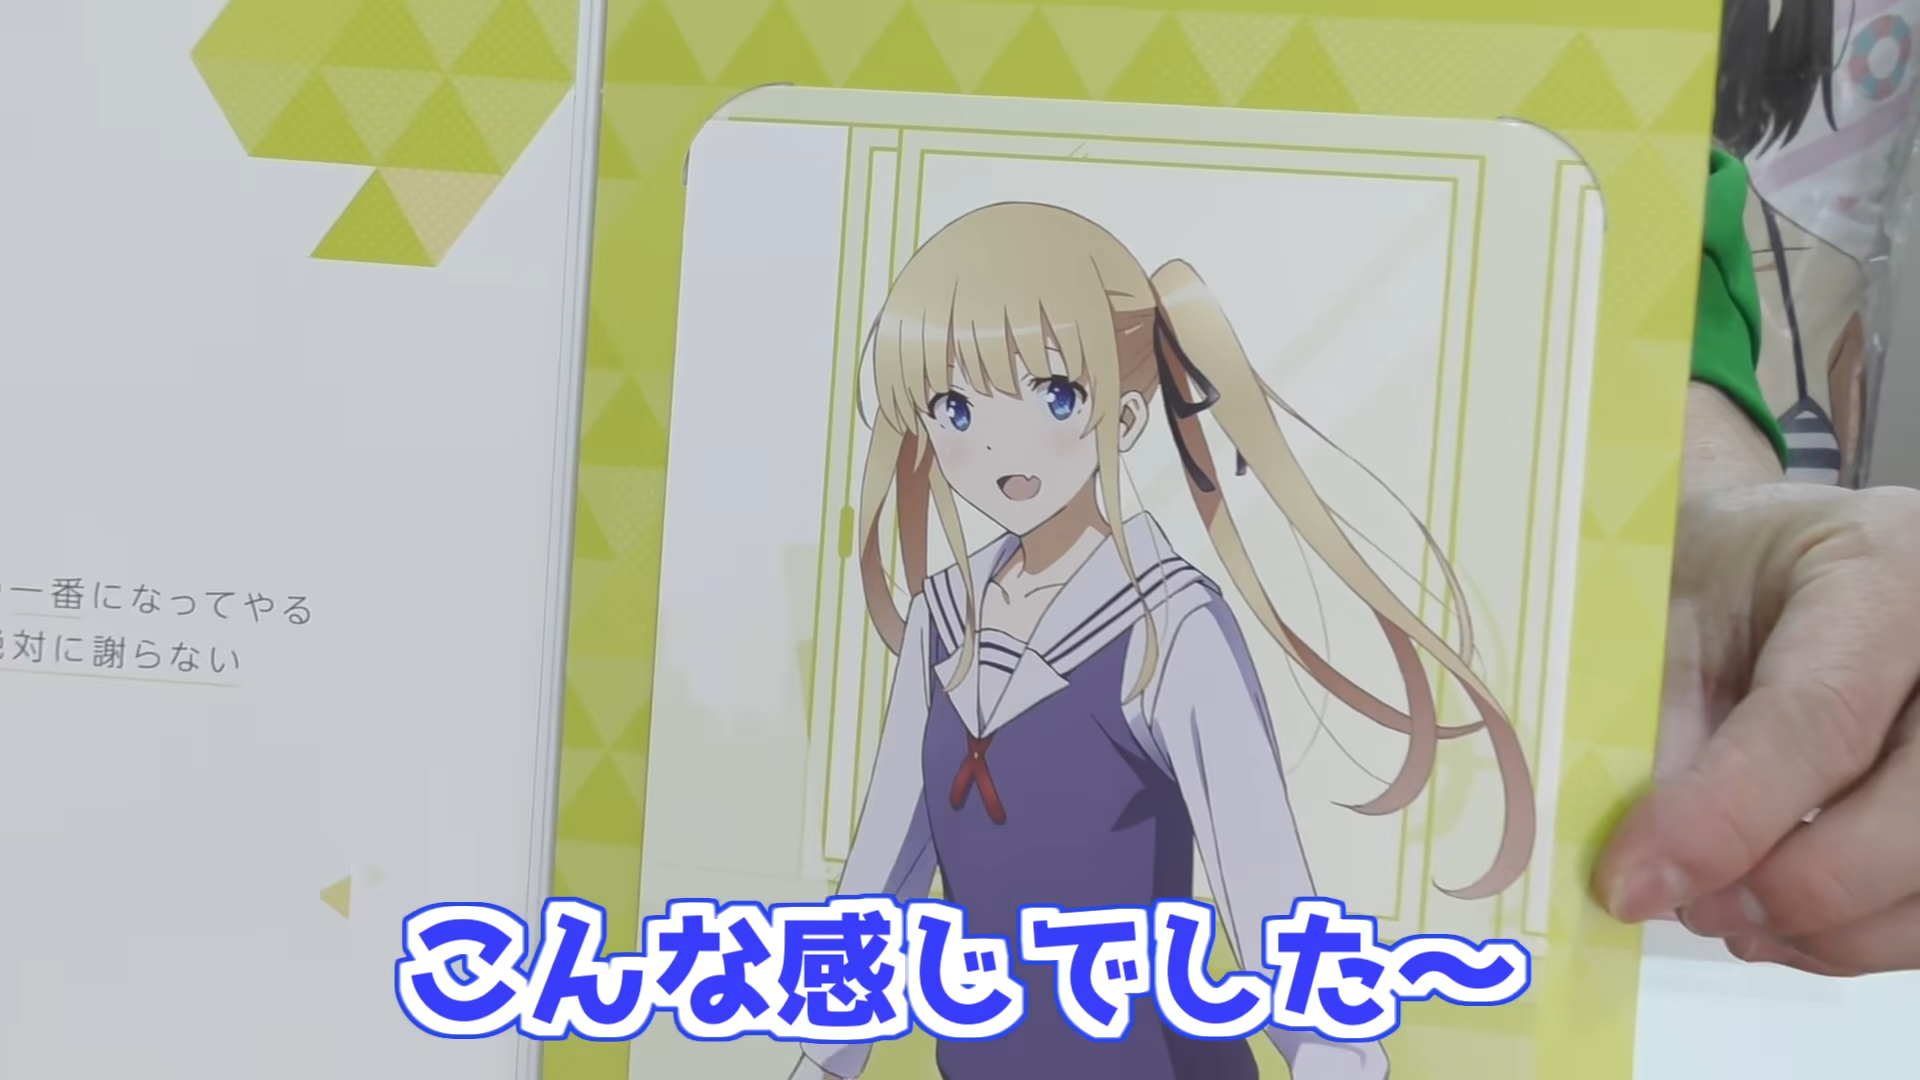 一番になってやる
絶対に謝らない
こんな感じでした～